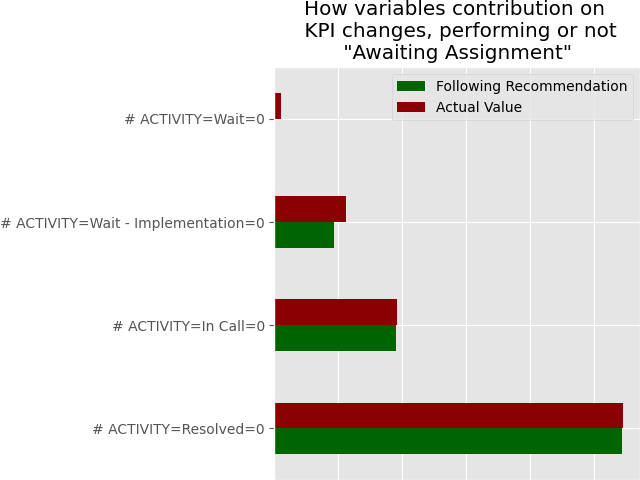 How variables contribution on
KPI changes, performing or not
"Awaiting Assignment"
Following Recommendation
Actual Value
# ACTIVITY=Wait=0
# ACTIVITY=Wait - Implementation=0
# ACTIVITY=In Call=0
# ACTIVITY=Resolved=0